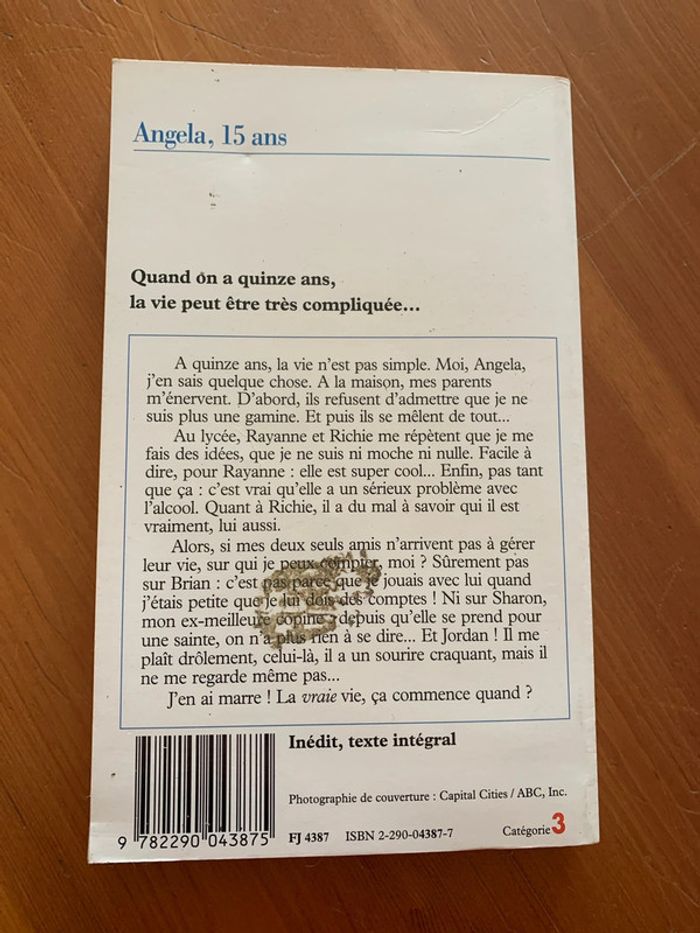 Angela, 15 ans
Quand on a quinze ans,
la vie peut être très compliquée...
A quinze ans, la vie n'est pas simple. Moi, Angela,
j'en sais quelque chose. A la maison, mes parents
m'énervent. D'abord, ils refusent d'admettre que je ne
suis plus une gamine. Et puis ils se mêlent de tout...
Au lycée, Rayanne et Richie me répètent que je me
fais des idées, que je ne suis ni moche ni nulle. Facile à
dire, pour Rayanne : elle est super cool... Enfin, pas tant
que ça : c'est vrai qu'elle a un sérieux problème avec
l'alcool. Quant à Richie, il a du mal à savoir qui il est
vraiment, lui aussi.
Alors, si mes deux seuls amis n'arrivent pas à gérer
leur vie, sur qui je peux compter, moi ? Sûrement pas
sur Brian : c'est pas parce que je jouais avec lui quand
j'étais petite que je lui dois des comptes ! Ni sur Sharon,
mon ex-meilleure copine : depuis qu'elle se prend pour
une sainte, on n'a plus rien à se dire... Et Jordan ! Il me
plaît drôlement, celui-là, il a un sourire craquant, mais il
ne me regarde même pas...
J'en ai marre ! La vraie vie, ça commence quand ?
Inédit, texte intégral
Photographie de couverture : Capital Cities / ABC, Inc.
9 782290 043875
FJ 4387 ISBN 2-290-04387-7
Catégorie 3